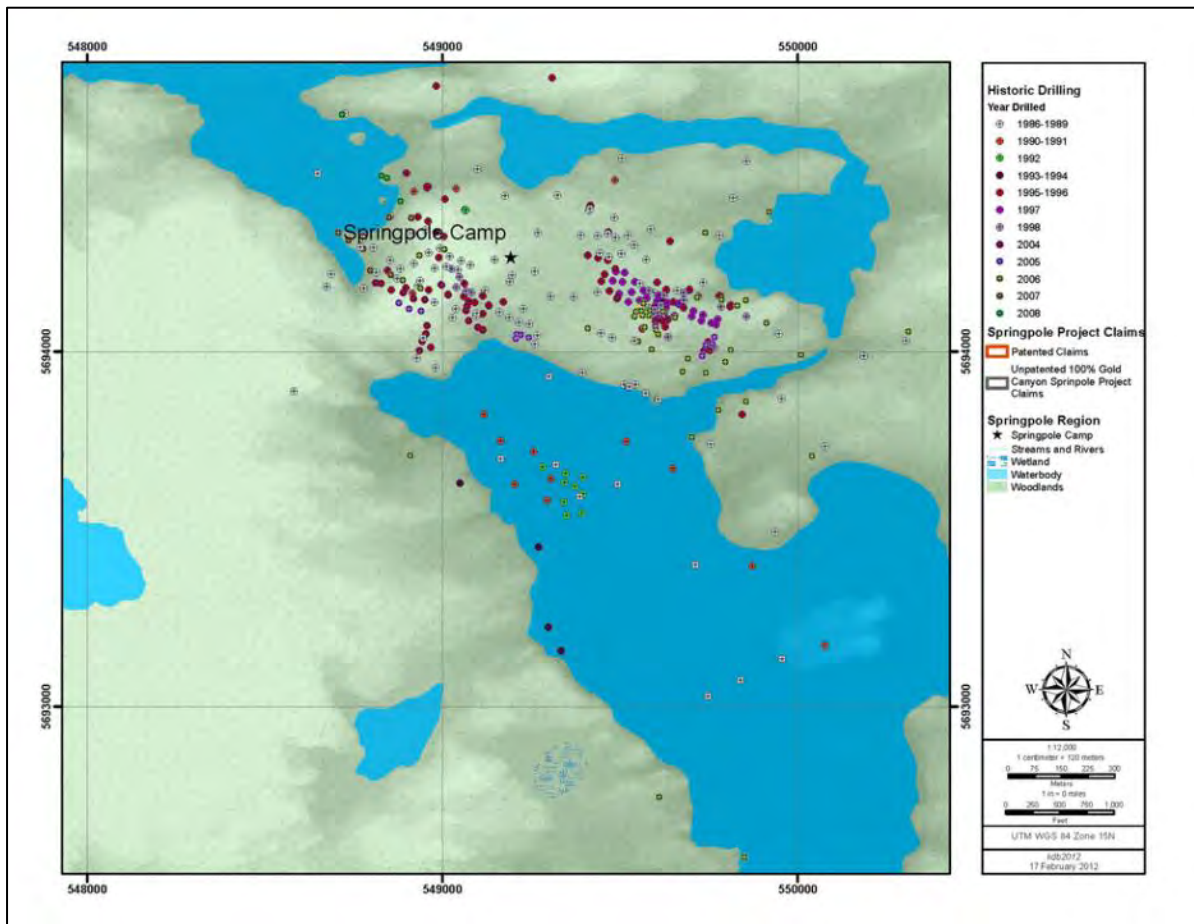 548000
549000
550000
5694000
5694000
Springpole Camp
5693000
5693000
548000
549000
550000
Historic Drilling
Year Drilled
1986-1989
1990-1991
1992
1993-1994
1995-1996
1997
1998
2004
2005
2006
2007
2008
Springpole Project Claims
Patented Claims
Unpatented 100% Gold
Canyon Sprinpole Project
Claims
Springpole Region
Springpole Camp
Streams and Rivers
Wetland
Waterbody
Woodlands
N
W
E
S
1:12,000
1 centimeter = 120 meters
0 75 150 225 300
Meters
1 in = 0 miles
0 250 500 750 1,000
Feet
UTM WGS 84 Zone 15N
17 February 2012